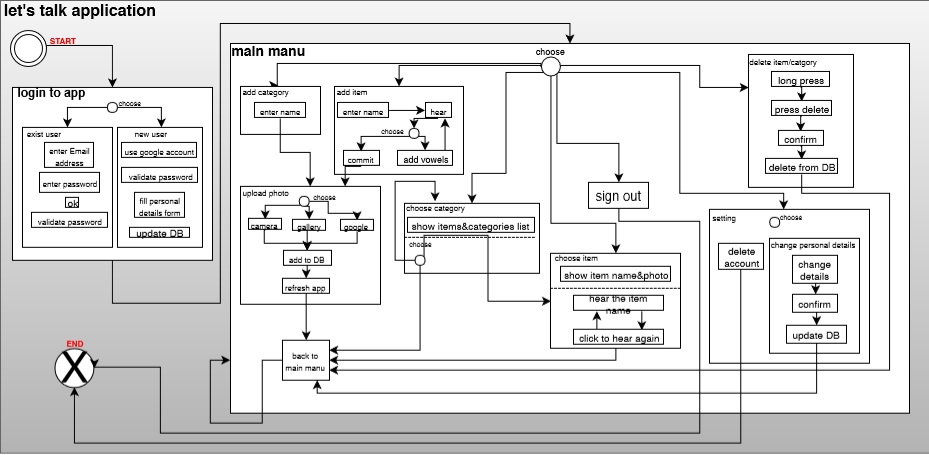 let's talk application
START
login to app
choose
exist user
enter Email
address
enter password
ok
validate password
new user
use google account
validate password
fill personal
details form
update DB
main manu
choose
add category
enter name
add item
enter name
hear
choose
commit
add vowels
upload photo
choose
camera
gallery
google
add to DB
refresh app
back to
main manu
choose category
show items&categories list
choose
sign out
choose item
show item name&photo
hear the item
name
click to hear again
delete item/catgory
long press
press delete
confirm
delete from DB
setting
choose
delete
account
change personal details
change
details
confirm
update DB
END
X